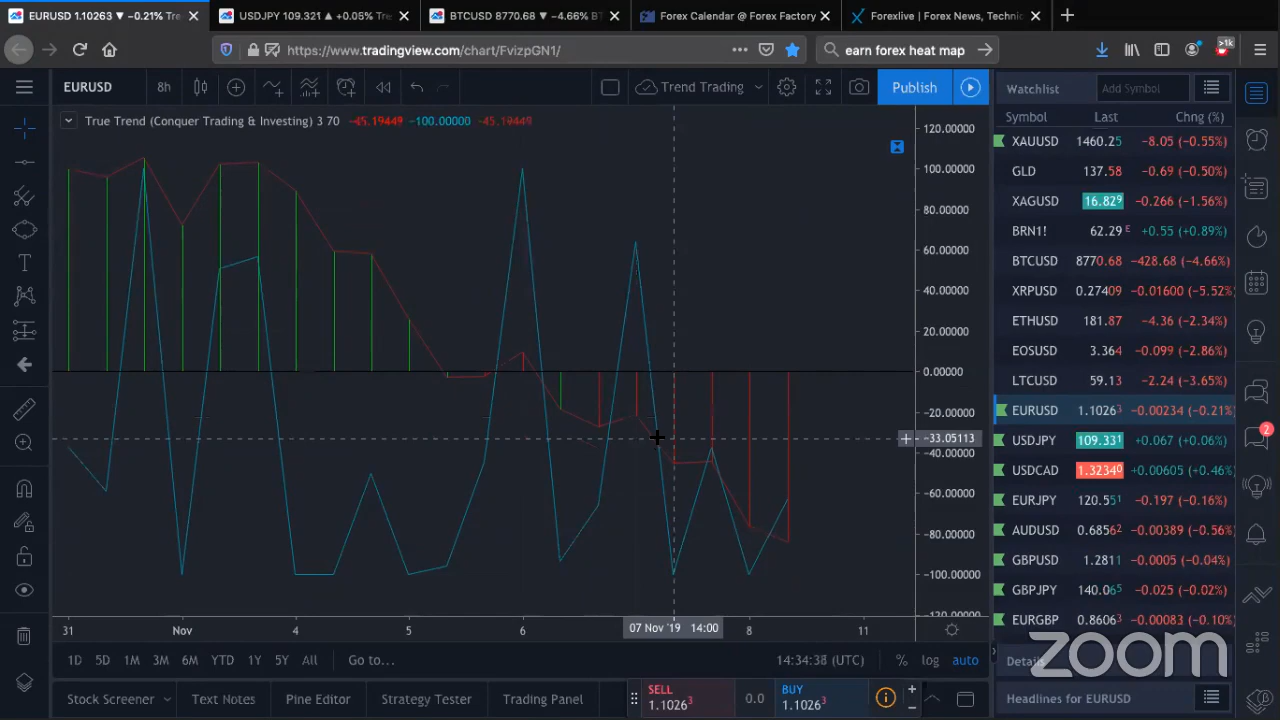 EURUSD 1.10263 ▼ −0.21% Tre
USDJPY 109.321 ▲ +0.05% Tre
BTCUSD 8770.68 ▼ −4.66% BT
Forex Calendar @ Forex Factory
Forexlive | Forex News, Technic
https://www.tradingview.com/chart/FvizpGN1/
earn forex heat map
>1k
EURUSD
8h
Trend Trading
Publish
True Trend (Conquer Trading & Investing) 3 70 −45.19449 −100.00000 −45.19449
120.00000
100.00000
80.00000
60.00000
40.00000
20.00000
0.00000
−20.00000
−33.05113
−40.00000
−60.00000
−80.00000
−100.00000
−120.00000
31 Nov 4 5 6 07 Nov '19 14:00 8 11
1D 5D 1M 3M 6M YTD 1Y 5Y All Go to...
14:34:38 (UTC) % log auto
Stock Screener Text Notes Pine Editor Strategy Tester Trading Panel
SELL 0.0 BUY
1.10263 1.10263
Watchlist Add Symbol
Symbol Last Chng (%)
XAUUSD 1460.25 −8.05 (−0.55%)
GLD 137.58 −0.69 (−0.50%)
XAGUSD 16.829 −0.266 (−1.56%)
BRN1! 62.29 E +0.55 (+0.89%)
BTCUSD 8770.68 −428.68 (−4.66%)
XRPUSD 0.27409 −0.01600 (−5.52%)
ETHUSD 181.87 −4.36 (−2.34%)
EOSUSD 3.364 −0.099 (−2.86%)
LTCUSD 59.13 −2.24 (−3.65%)
EURUSD 1.10263 −0.00234 (−0.21%)
USDJPY 109.331 +0.067 (+0.06%)
USDCAD 1.32340 +0.00605 (+0.46%)
EURJPY 120.551 −0.197 (−0.16%)
AUDUSD 0.68562 −0.00389 (−0.56%)
GBPUSD 1.2811 −0.0005 (−0.04%)
GBPJPY 140.065 −0.025 (−0.02%)
EURGBP 0.86063 −0.00083 (−0.10%)
Details
Headlines for EURUSD
2
zoom